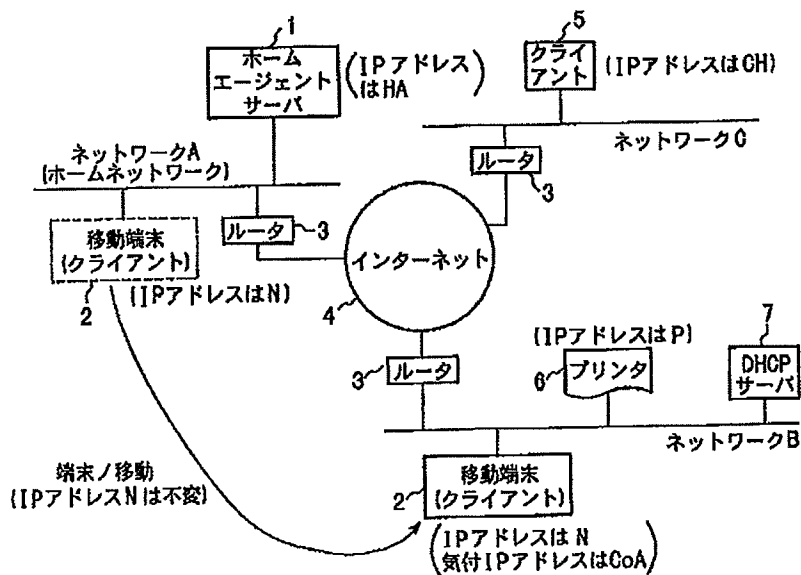 1
ホーム
エージェント
サーバ
(IPアドレス
はHA)
5
クライ
アント
(IPアドレスはCH)
ネットワークA
(ホームネットワーク)
ネットワークC
ルータ
3
移動端末
(クライアント)
2
(IPアドレスはN)
ルータ
3
インターネット
4
3
ルータ
(IPアドレスはP)
6
プリンタ
7
DHCP
サーバ
ネットワークB
端末ノ移動
(IPアドレスNは不変)
2
移動端末
(クライアント)
(IPアドレスはN
気付IPアドレスはCoA)